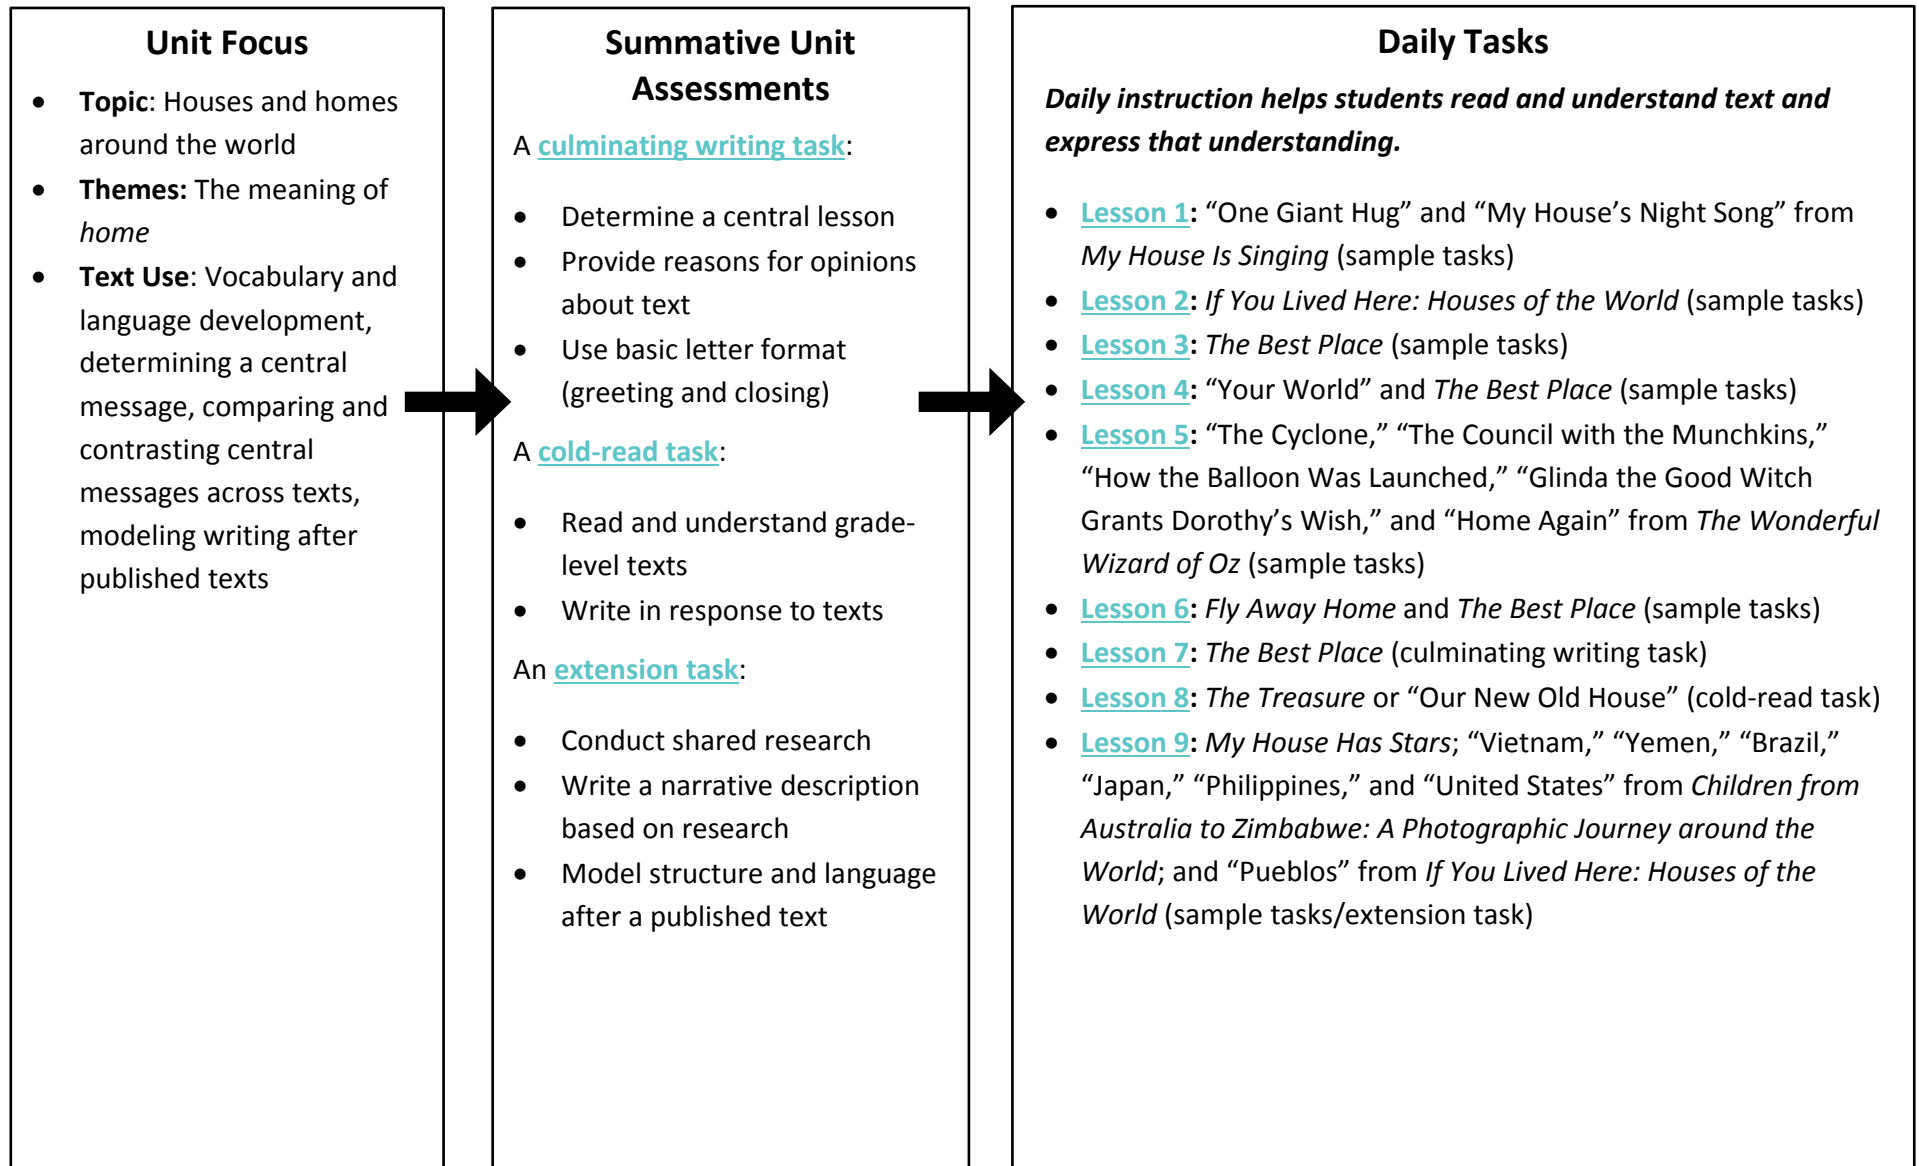 Unit Focus
• Topic: Houses and homes
around the world
• Themes: The meaning of
home
• Text Use: Vocabulary and
language development,
determining a central
message, comparing and
contrasting central
messages across texts,
modeling writing after
published texts
Summative Unit
Assessments
A culminating writing task:
• Determine a central lesson
• Provide reasons for opinions
about text
• Use basic letter format
(greeting and closing)
A cold-read task:
• Read and understand grade-
level texts
• Write in response to texts
An extension task:
• Conduct shared research
• Write a narrative description
based on research
• Model structure and language
after a published text
Daily Tasks
Daily instruction helps students read and understand text and
express that understanding.
• Lesson 1: “One Giant Hug” and “My House’s Night Song” from
My House Is Singing (sample tasks)
• Lesson 2: If You Lived Here: Houses of the World (sample tasks)
• Lesson 3: The Best Place (sample tasks)
• Lesson 4: “Your World” and The Best Place (sample tasks)
• Lesson 5: “The Cyclone,” “The Council with the Munchkins,”
“How the Balloon Was Launched,” “Glinda the Good Witch
Grants Dorothy’s Wish,” and “Home Again” from The Wonderful
Wizard of Oz (sample tasks)
• Lesson 6: Fly Away Home and The Best Place (sample tasks)
• Lesson 7: The Best Place (culminating writing task)
• Lesson 8: The Treasure or “Our New Old House” (cold-read task)
• Lesson 9: My House Has Stars; “Vietnam,” “Yemen,” “Brazil,”
“Japan,” “Philippines,” and “United States” from Children from
Australia to Zimbabwe: A Photographic Journey around the
World; and “Pueblos” from If You Lived Here: Houses of the
World (sample tasks/extension task)